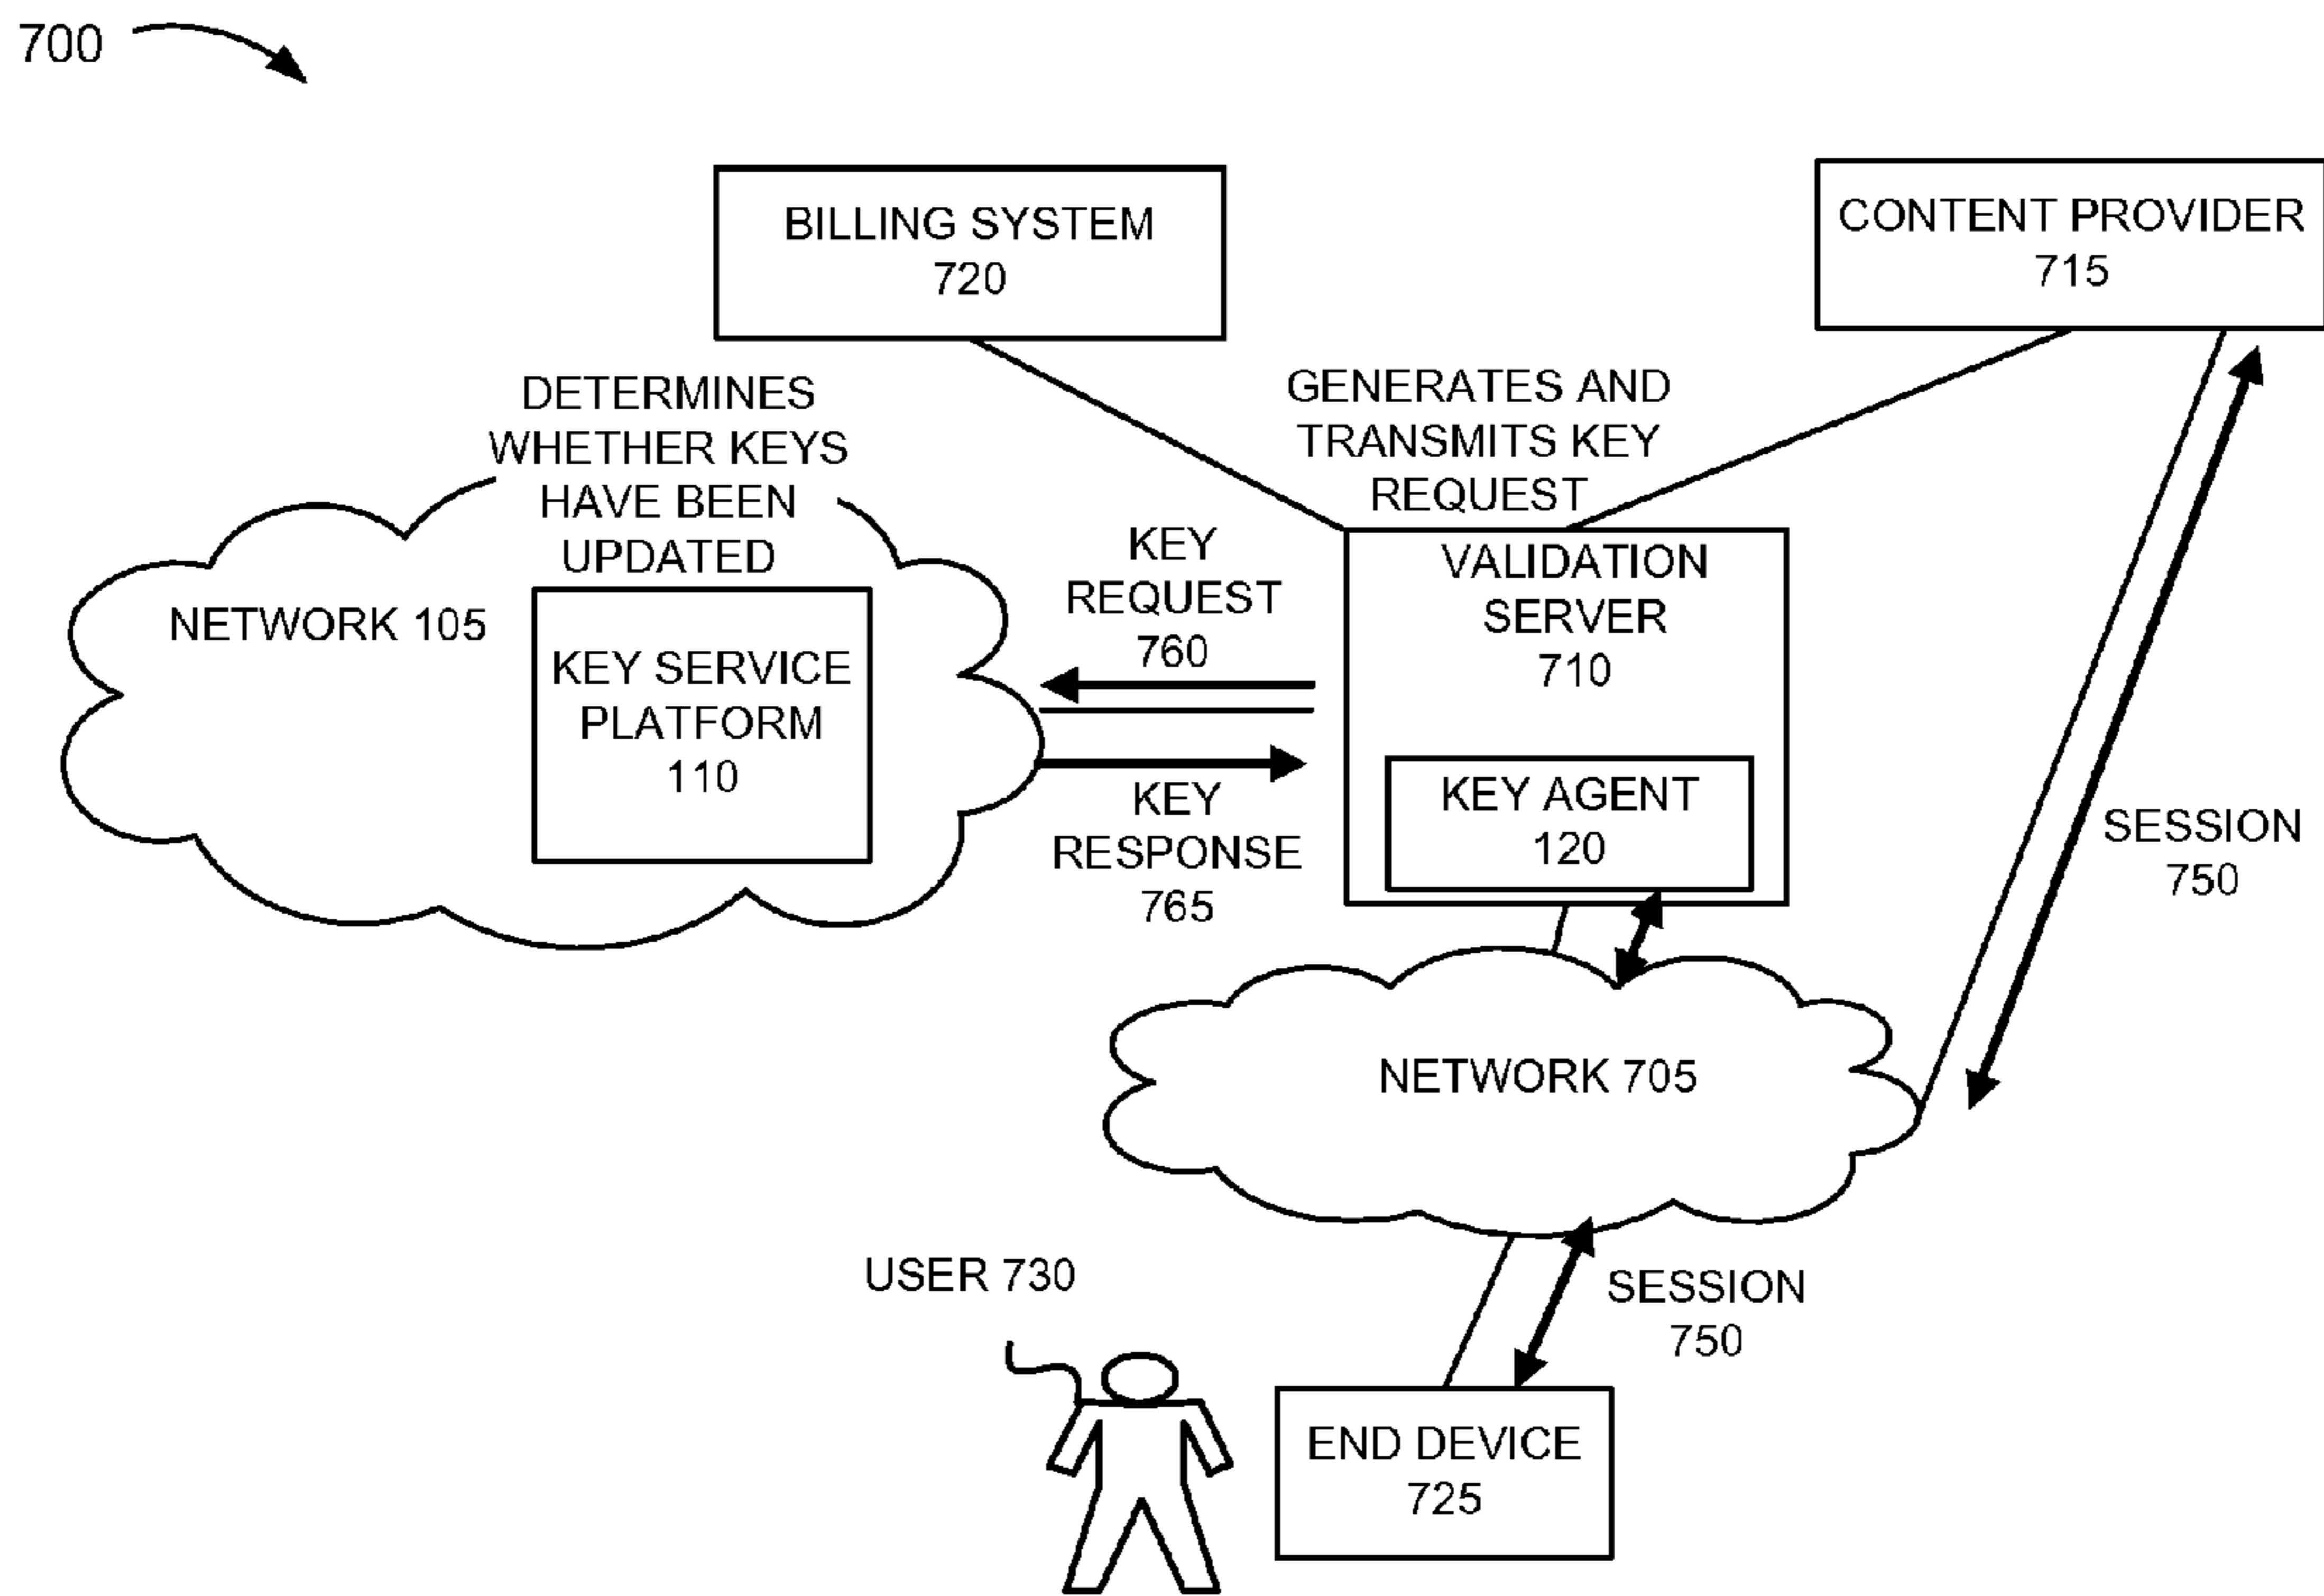 700
BILLING SYSTEM
720
CONTENT PROVIDER
715
DETERMINES
WHETHER KEYS
HAVE BEEN
UPDATED
GENERATES AND
TRANSMITS KEY
REQUEST
NETWORK 105
KEY SERVICE
PLATFORM
110
KEY
REQUEST
760
KEY
RESPONSE
765
VALIDATION
SERVER
710
KEY AGENT
120
SESSION
750
NETWORK 705
USER 730
SESSION
750
END DEVICE
725